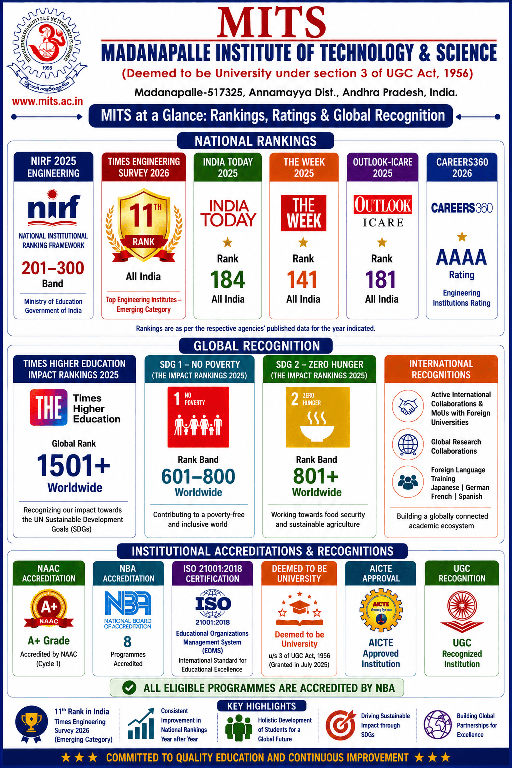 MITS
MADANAPALLE INSTITUTE OF TECHNOLOGY & SCIENCE
(Deemed to be University under section 3 of UGC Act, 1956)
www.mits.ac.in
Madanapalle-517325, Annamayya Dist., Andhra Pradesh, India.
1998
MITS at a Glance: Rankings, Ratings & Global Recognition
NATIONAL RANKINGS
NIRF 2025
ENGINEERING
nirf
NATIONAL INSTITUTIONAL
RANKING FRAMEWORK
201–300
Band
Ministry of Education
Government of India
TIMES ENGINEERING
SURVEY 2026
11TH
RANK
All India
Top Engineering Institutes –
Emerging Category
INDIA TODAY
2025
INDIA
TODAY
Rank
184
All India
THE WEEK
2025
THE
WEEK
Rank
141
All India
OUTLOOK-ICARE
2025
OUTLOOK
ICARE
Rank
181
All India
CAREERS360
2026
CAREERS360
AAAA
Rating
Engineering
Institutions Rating
Rankings are as per the respective agencies' published data for the year indicated.
GLOBAL RECOGNITION
TIMES HIGHER EDUCATION
IMPACT RANKINGS 2025
THE
Times
Higher
Education
Global Rank
1501+
Worldwide
Recognizing our impact towards
the UN Sustainable Development
Goals (SDGs)
SDG 1 – NO POVERTY
(THE IMPACT RANKINGS 2025)
1 NO
POVERTY
Rank Band
601–800
Worldwide
Contributing to a poverty-free
and inclusive world
SDG 2 – ZERO HUNGER
(THE IMPACT RANKINGS 2025)
2 ZERO
HUNGER
Rank Band
801+
Worldwide
Working towards food security
and sustainable agriculture
INTERNATIONAL
RECOGNITIONS
Active International
Collaborations &
MoUs with Foreign
Universities
Global Research
Collaborations
Foreign Language
Training
Japanese | German
French | Spanish
Building a globally connected
academic ecosystem
INSTITUTIONAL ACCREDITATIONS & RECOGNITIONS
NAAC
ACCREDITATION
A+
NAAC
A+ Grade
Accredited by NAAC
(Cycle 1)
NBA
ACCREDITATION
NBA
NATIONAL BOARD
OF ACCREDITATION
8
Programmes
Accredited
ISO 21001:2018
CERTIFICATION
ISO
21001:2018
Educational Organizations
Management System
(EOMS)
International Standard for
Educational Excellence
DEEMED TO BE
UNIVERSITY
Deemed to be
University
u/s 3 of UGC Act, 1956
(Granted in July 2025)
AICTE
APPROVAL
AICTE
AICTE
Approved
Institution
UGC
RECOGNITION
UGC
Recognized
Institution
ALL ELIGIBLE PROGRAMMES ARE ACCREDITED BY NBA
KEY HIGHLIGHTS
11th Rank in India
Times Engineering
Survey 2026
(Emerging Category)
Consistent
Improvement in
National Rankings
Year after Year
Holistic Development
of Students for a
Global Future
Driving Sustainable
Impact through
SDGs
Building Global
Partnerships for
Excellence
COMMITTED TO QUALITY EDUCATION AND CONTINUOUS IMPROVEMENT